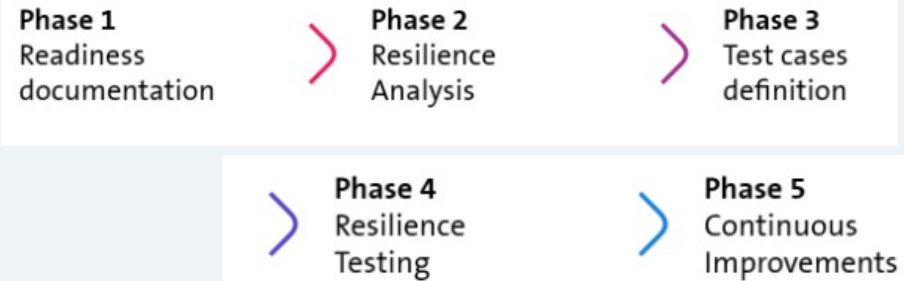 Phase 1
Readiness
documentation
Phase 2
Resilience
Analysis
Phase 3
Test cases
definition
Phase 4
Resilience
Testing
Phase 5
Continuous
Improvements